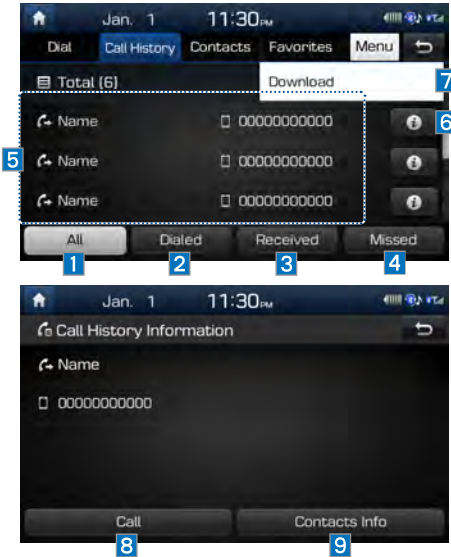 Jan. 1 11:30PM
Dial Call History Contacts Favorites Menu
Total (6) Download 7
Name 00000000000 6
5 Name 00000000000
Name 00000000000
All Dialed Received Missed
1 2 3 4
Jan. 1 11:30PM
Call History Information
Name
00000000000
Call Contacts Info
8 9